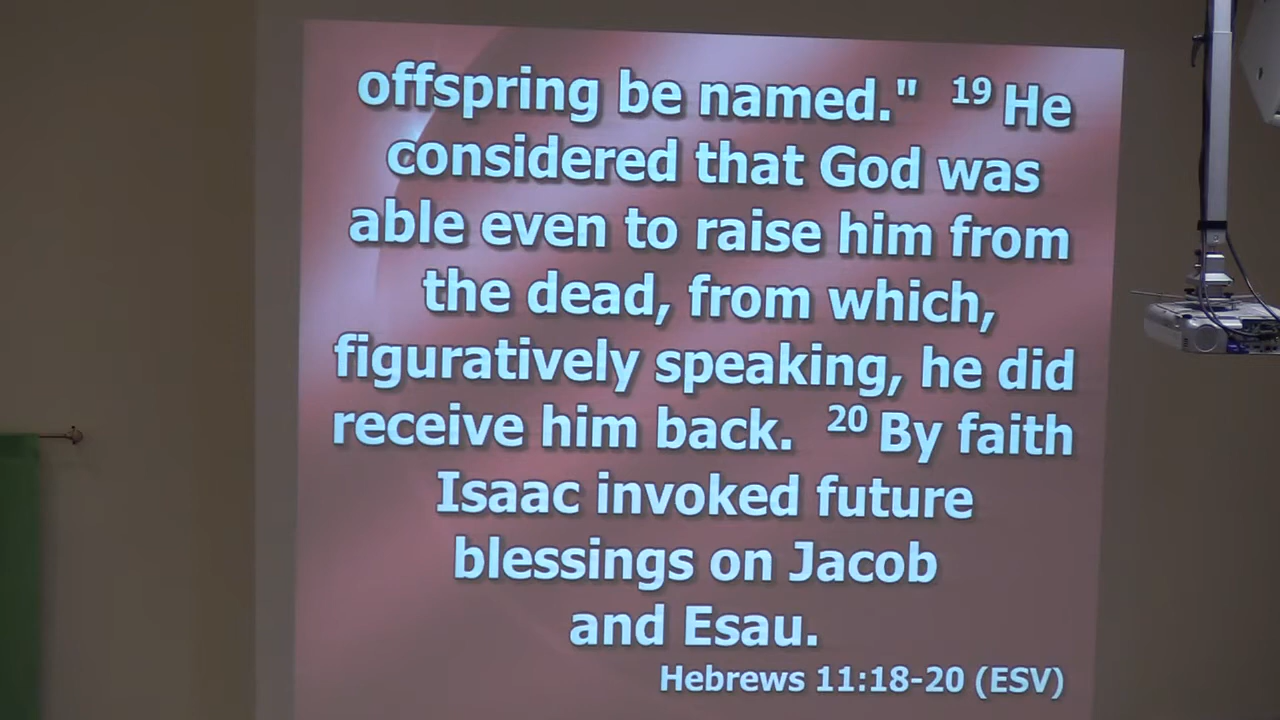 offspring be named." 19 He
considered that God was
able even to raise him from
the dead, from which,
figuratively speaking, he did
receive him back. 20 By faith
Isaac invoked future
blessings on Jacob
and Esau.
Hebrews 11:18-20 (ESV)